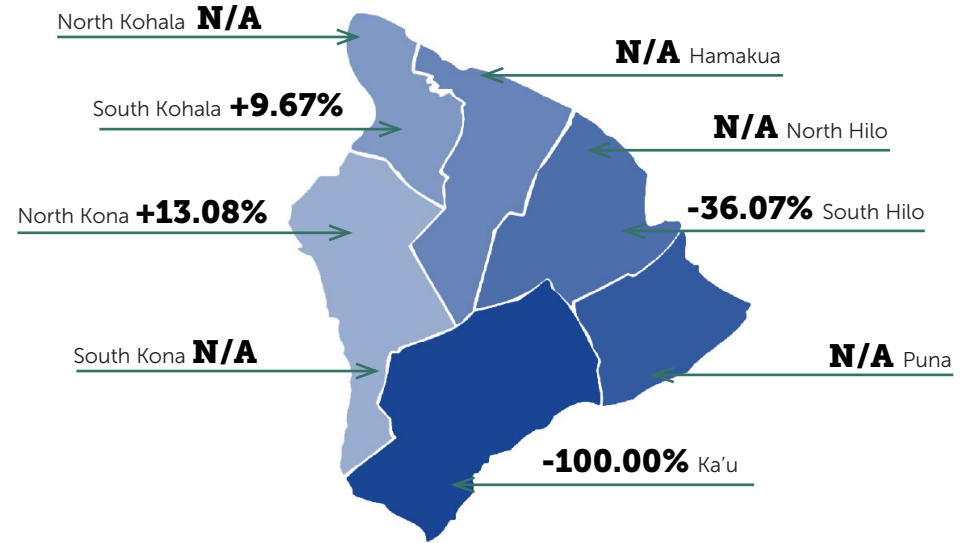 North Kohala N/A
N/A Hamakua
South Kohala +9.67%
N/A North Hilo
North Kona +13.08%
-36.07% South Hilo
South Kona N/A
N/A Puna
-100.00% Ka'u